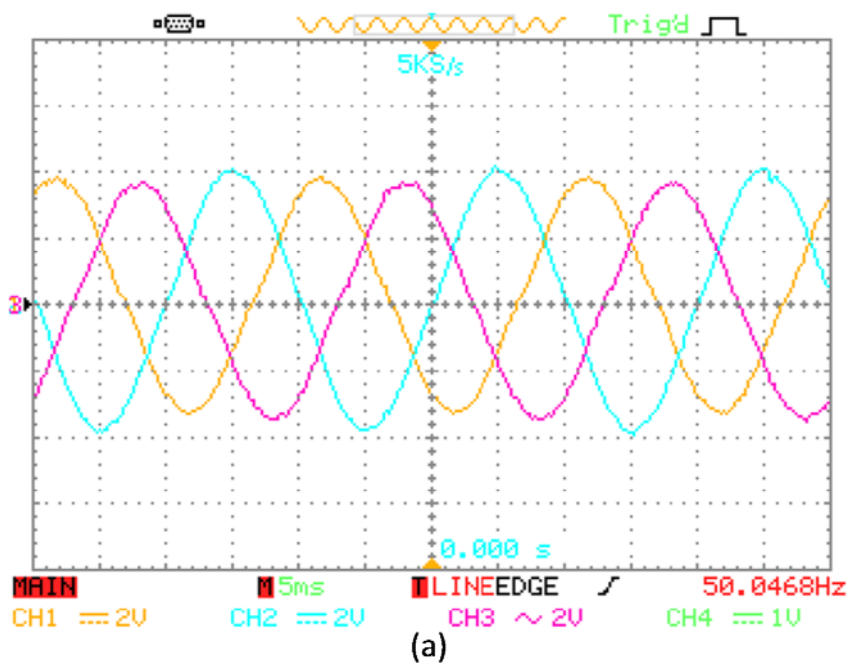 Trig'd
5KS/s
3
0.000 s
MAIN M 5ms T LINE EDGE 50.0468Hz
CH1 2V CH2 2V CH3 ~ 2V CH4 1V
(a)